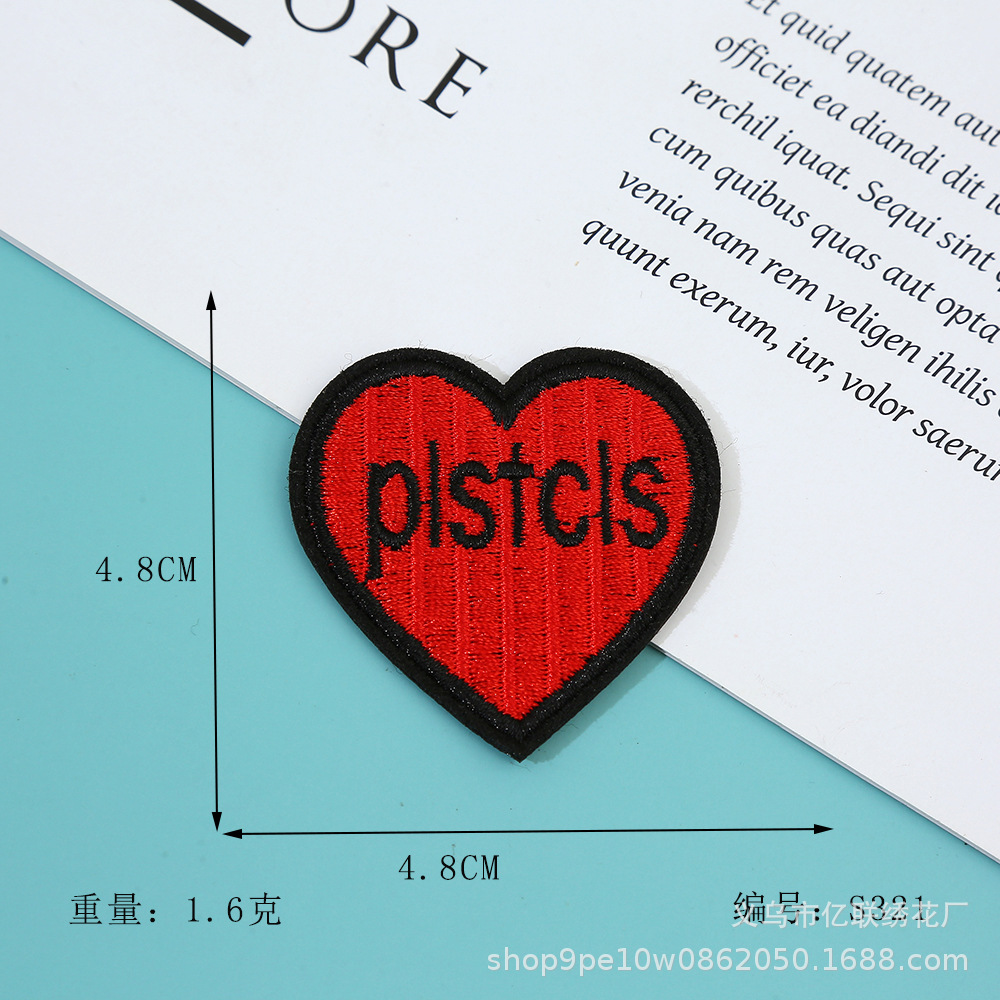 ORE
Et quid quatem aut
officiet ea diandi dit
rerchil iquat. Sequi sint
cum quibus quas aut opta
venia nam rem veligen ihilis
quunt exerum, iur, volor saerum
plstcls
4.8CM
4.8CM
重量：1.6克
编号：S321
义乌市亿联绣花厂
shop9pe10w0862050.1688.com